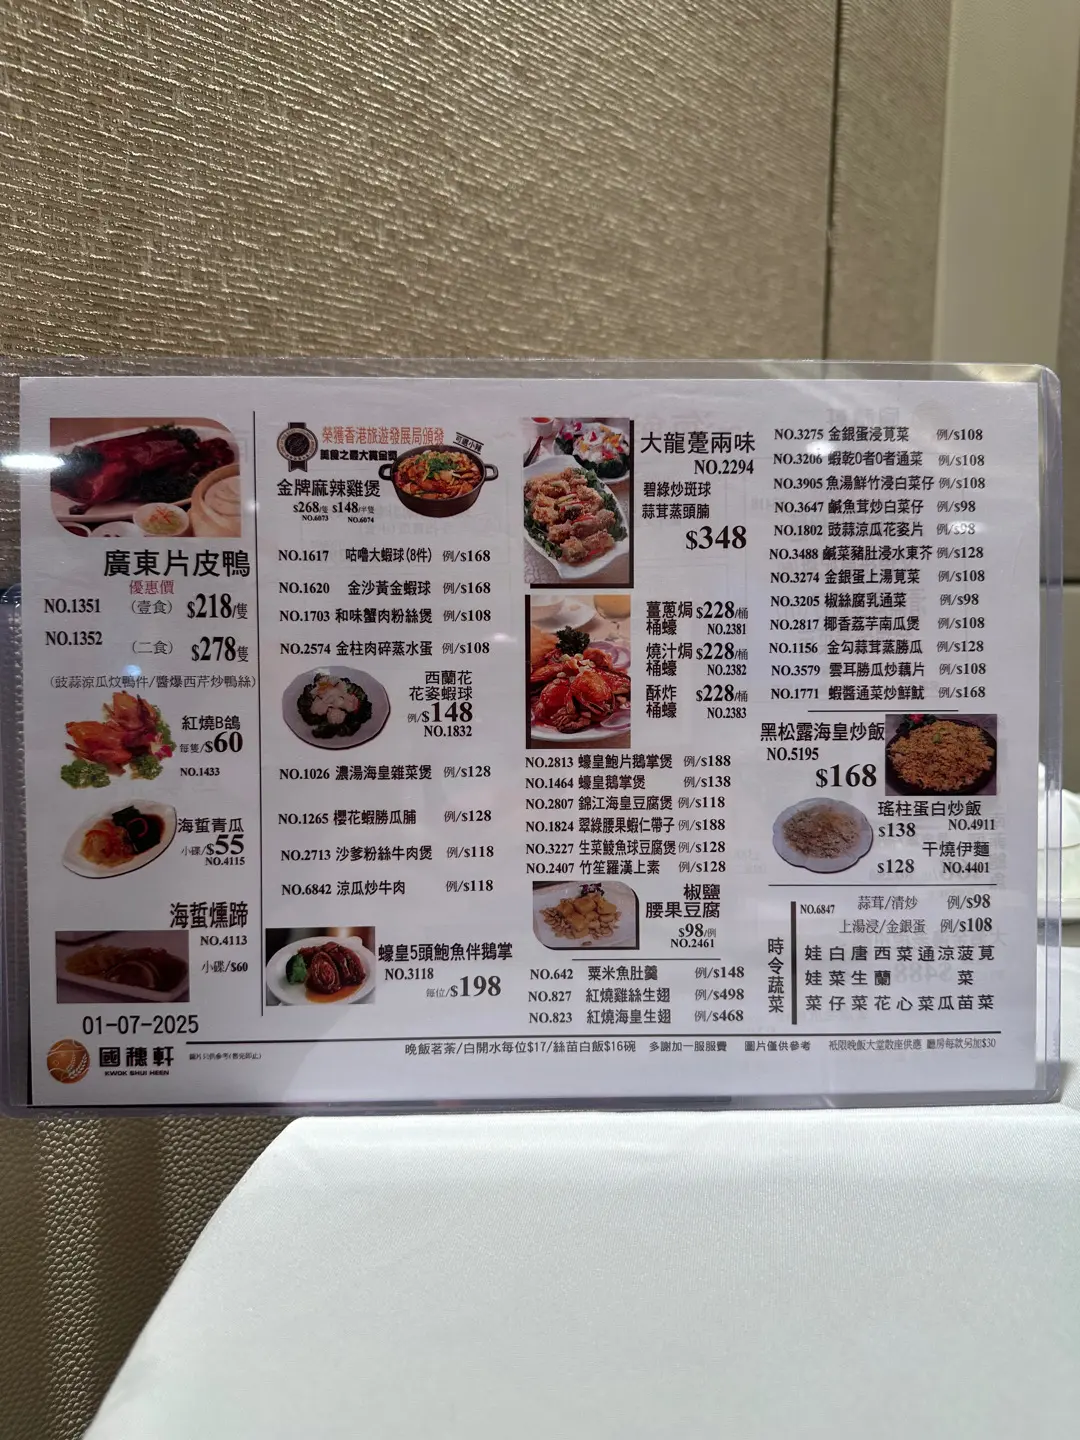 廣東片皮鴨
優惠價
NO.1351 (壹食) $218/隻
NO.1352 (二食) $278隻
(豉蒜涼瓜炆鴨件/醬爆西芹炒鴨絲)
紅燒B鴿
每隻/$60
NO.1433
海蜇青瓜
小碟/$55
NO.4115
海蜇燻蹄
NO.4113
小碟/$60
01-07-2025
國穗軒
KWOK SHUI HEEN
榮獲香港旅遊發展局頒發
美食之最大賞金獎
金牌麻辣雞煲
$268/隻 $148/半隻
NO.6073 NO.6074
NO.1617 咕嚕大蝦球(8件) 例/$168
NO.1620 金沙黃金蝦球 例/$168
NO.1703 和味蟹肉粉絲煲 例/$108
NO.2574 金柱肉碎蒸水蛋 例/$108
西蘭花
花姿蝦球
例/$148
NO.1832
NO.1026 濃湯海皇雜菜煲 例/$128
NO.1265 櫻花蝦勝瓜脯 例/$128
NO.2713 沙爹粉絲牛肉煲 例/$118
NO.6842 涼瓜炒牛肉 例/$118
蠔皇5頭鮑魚伴鵝掌
NO.3118
每位/$198
大龍躉兩味
NO.2294
碧綠炒斑球
蒜茸蒸頭腩
$348
薑蔥焗 $228/桶
桶蠔 NO.2381
燒汁焗 $228/桶
桶蠔 NO.2382
酥炸 $228/桶
桶蠔 NO.2383
NO.2813 蠔皇鮑片鵝掌煲 例/$188
NO.1464 蠔皇鵝掌煲 例/$138
NO.2807 錦江海皇豆腐煲 例/$118
NO.1824 翠綠腰果蝦仁帶子 例/$188
NO.3227 生菜鯪魚球豆腐煲 例/$128
NO.2407 竹笙羅漢上素 例/$128
椒鹽
腰果豆腐
$98/例
NO.2461
NO.642 粟米魚肚羹 例/$148
NO.827 紅燒雞絲生翅 例/$498
NO.823 紅燒海皇生翅 例/$468
NO.3275 金銀蛋浸莧菜 例/$108
NO.3206 蝦乾0者0者通菜 例/$108
NO.3905 魚湯鮮竹浸白菜仔 例/$108
NO.3647 鹹魚茸炒白菜仔 例/$98
NO.1802 豉蒜涼瓜花姿片 例/$98
NO.3488 鹹菜豬肚浸水東芥 例/$128
NO.3274 金銀蛋上湯莧菜 例/$108
NO.3205 椒絲腐乳通菜 例/$98
NO.2817 椰香荔芋南瓜煲 例/$108
NO.1156 金勾蒜茸蒸勝瓜 例/$128
NO.3579 雲耳勝瓜炒藕片 例/$108
NO.1771 蝦醬通菜炒鮮魷 例/$168
黑松露海皇炒飯
NO.5195
$168
瑤柱蛋白炒飯
$138 NO.4911
干燒伊麵
$128 NO.4401
NO.6847 蒜茸/清炒 例/$98
上湯浸/金銀蛋 例/$108
時令蔬菜
娃白唐西菜通涼菠莧
娃菜生蘭 菜
菜仔菜花心菜瓜苗菜
圖片只供參考(售完即止)
晚飯茗茶/白開水每位$17/絲苗白飯$16碗 多謝加一服服費 圖片僅供參考 衹限晚飯大堂散座供應 廳房每款另加$30